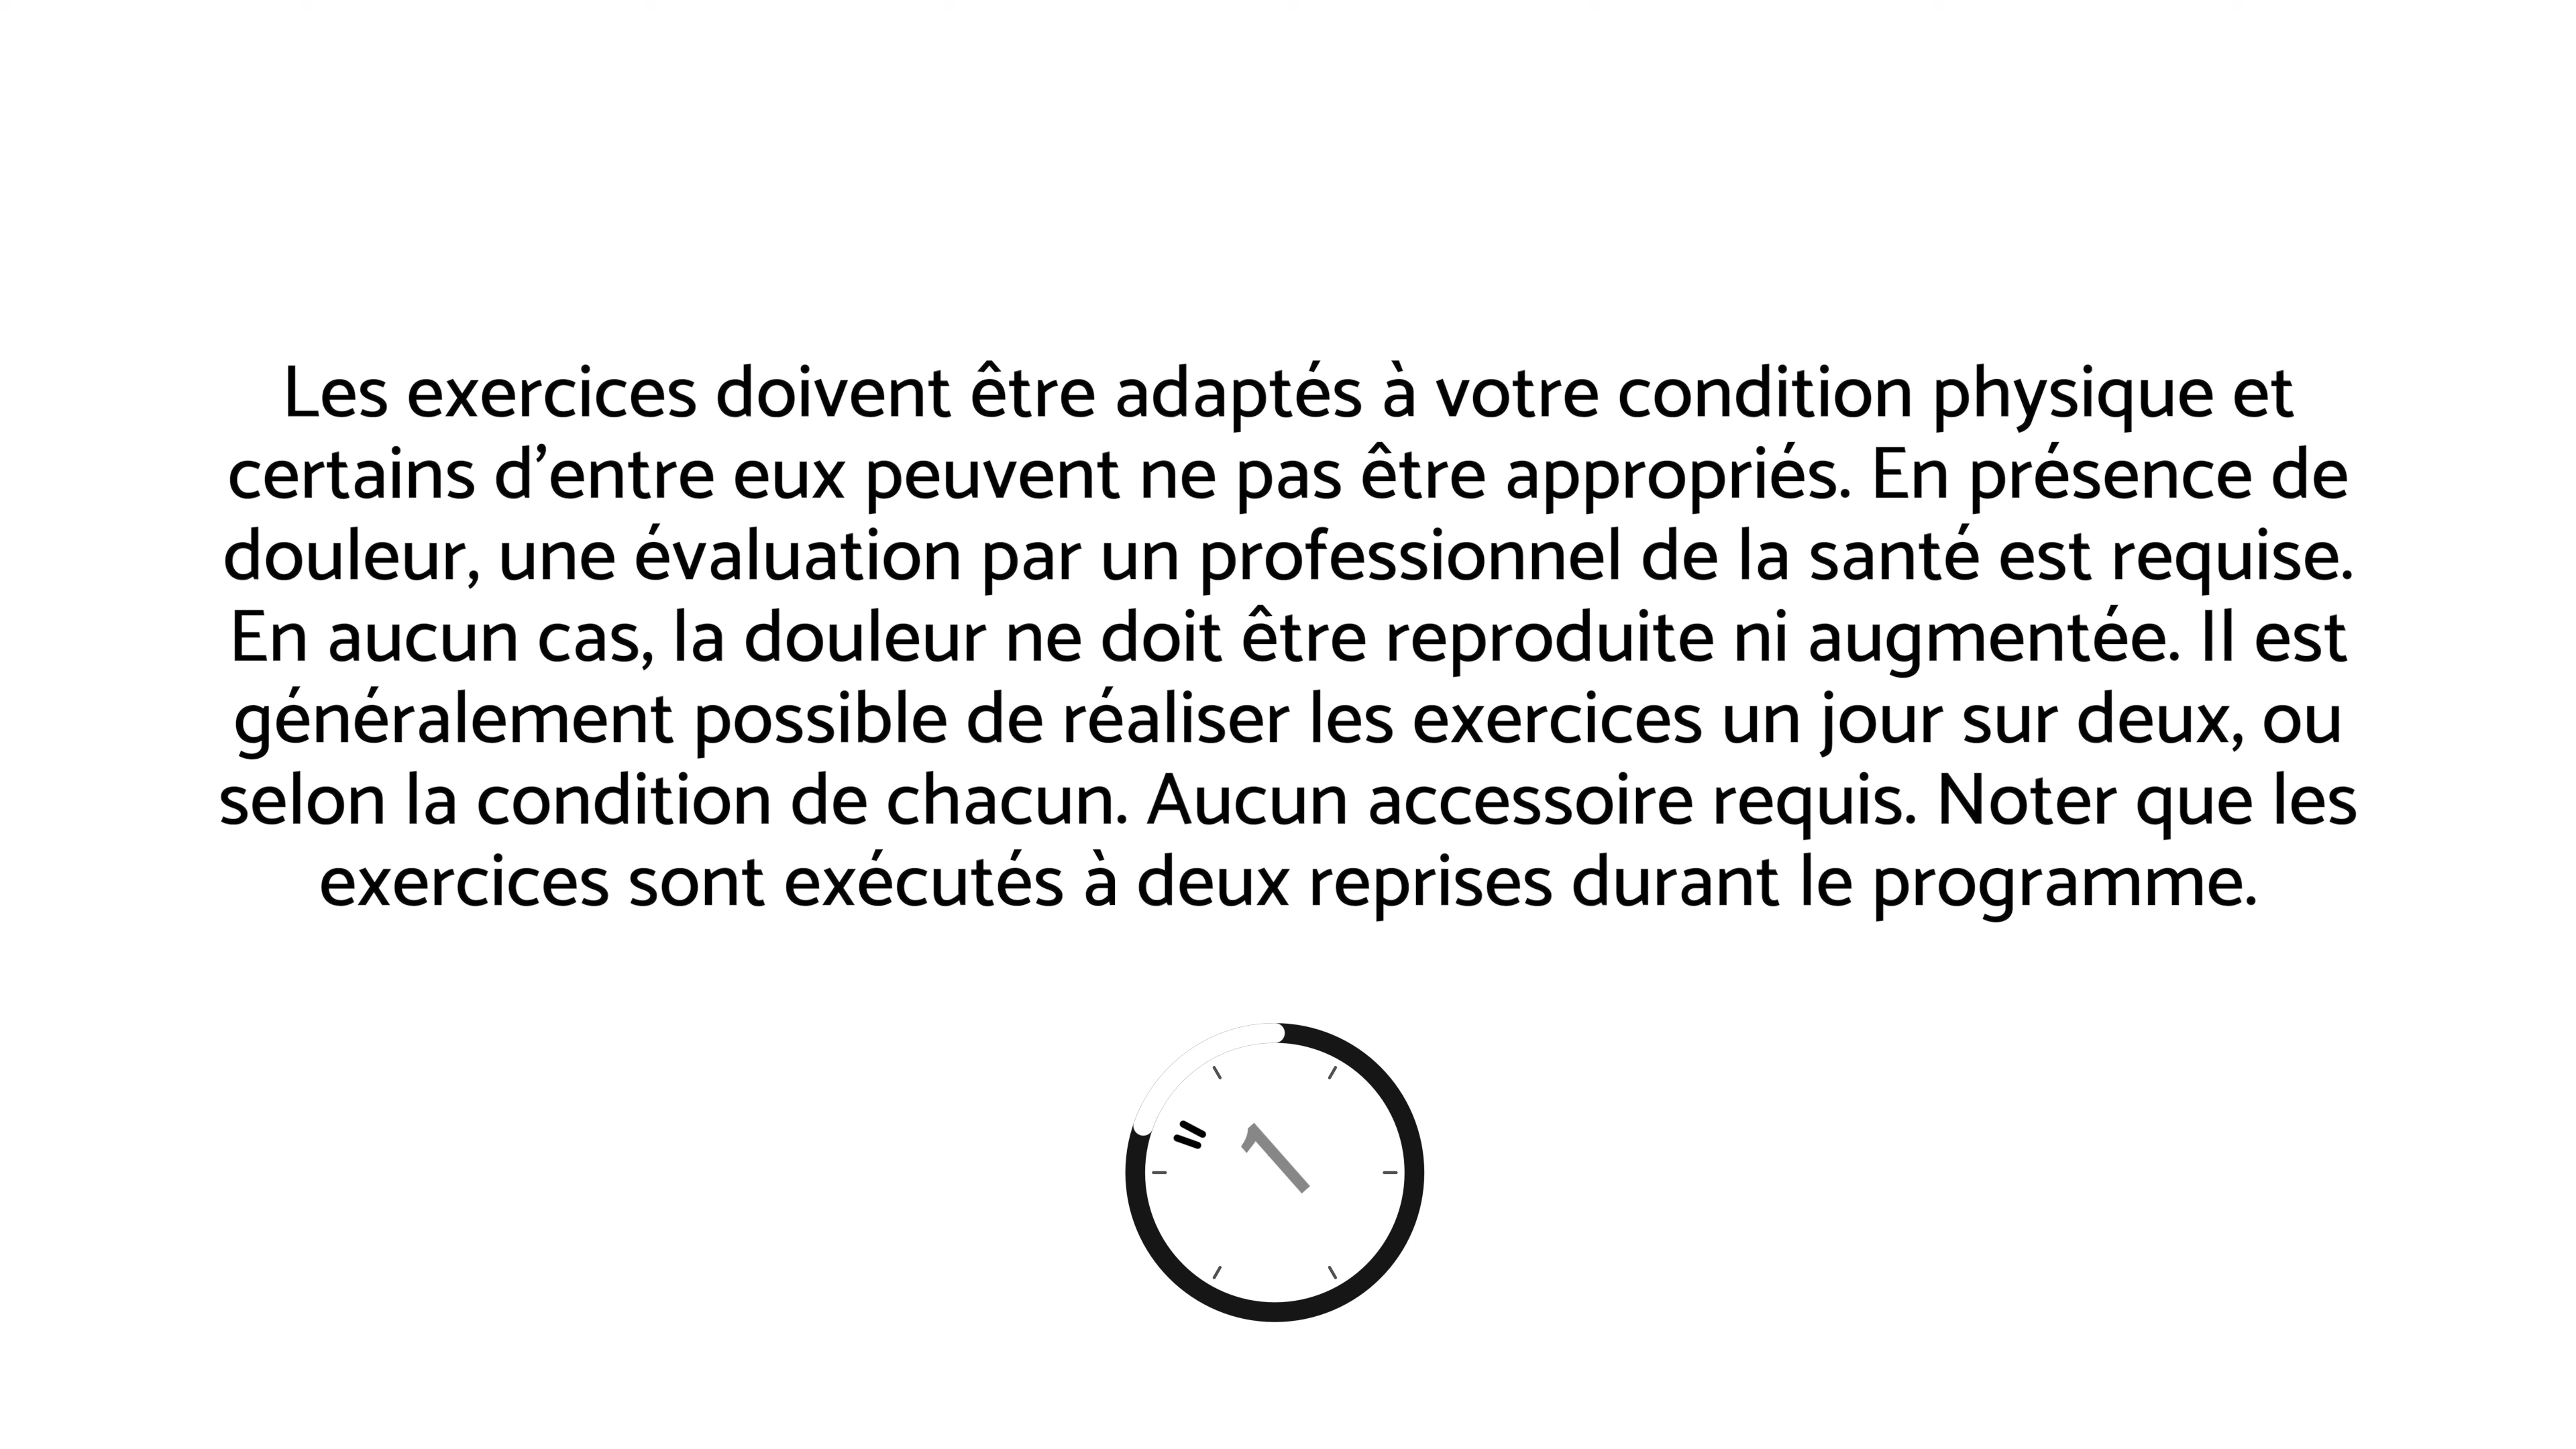 Les exercices doivent être adaptés à votre condition physique et
certains d’entre eux peuvent ne pas être appropriés. En présence de
douleur, une évaluation par un professionnel de la santé est requise.
En aucun cas, la douleur ne doit être reproduite ni augmentée. Il est
généralement possible de réaliser les exercices un jour sur deux, ou
selon la condition de chacun. Aucun accessoire requis. Noter que les
exercices sont exécutés à deux reprises durant le programme.
1